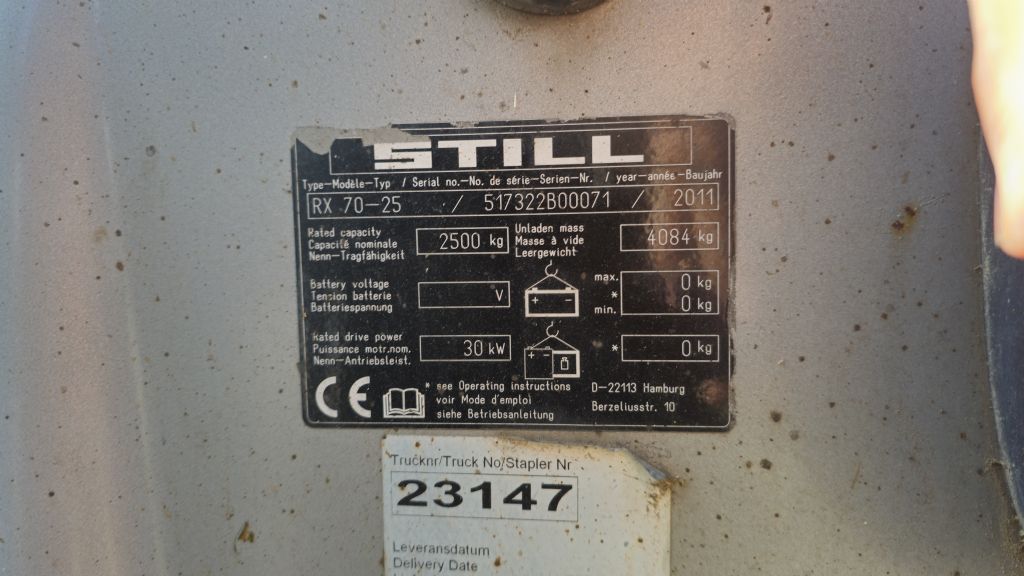 STILL
Type-Modèle-Typ / Serial no.-No. de série-Serien-Nr. / year-année-Baujahr
RX 70-25 / 517322B00071 / 2011
Rated capacity
Capacité nominale
Nenn-Tragfähigkeit
2500 kg
Unladen mass
Masse à vide
Leergewicht
4084 kg
Battery voltage
Tension batterie
Batteriespannung
V
+ -
max. 0 kg
*
min. 0 kg
Rated drive power
Puissance motr.nom.
Nenn-Antriebsleist.
30 kW
+ -
* 0 kg
CE
* see Operating instructions
voir Mode d'emploi
siehe Betriebsanleitung
D-22113 Hamburg
Berzeliusstr. 10
Trucknr/Truck No/Stapler Nr
23147
Leveransdatum
Delivery Date